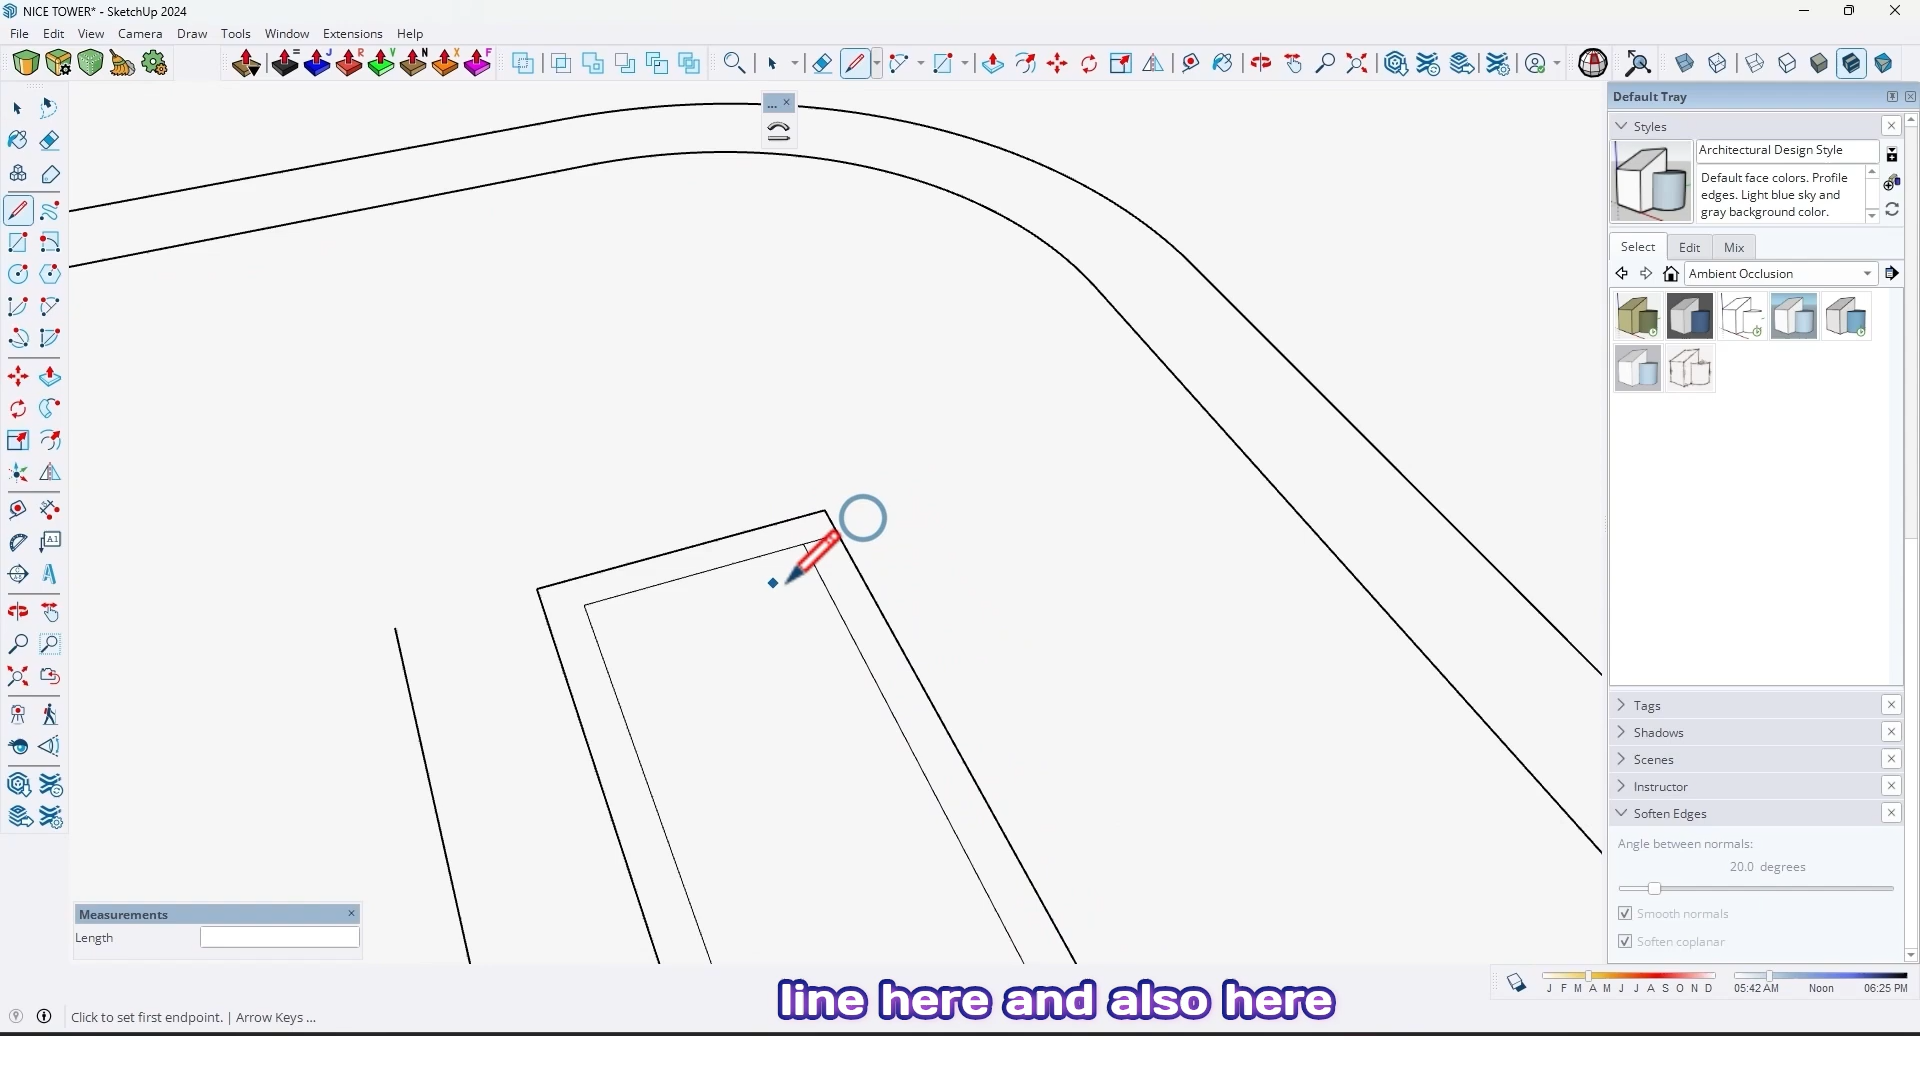 NICE TOWER* - SketchUp 2024
File Edit View Camera Draw Tools Window Extensions Help
= J R V N X F
... ×
Default Tray
Styles
Architectural Design Style
Default face colors. Profile
edges. Light blue sky and
gray background color.
Select Edit Mix
Ambient Occlusion
A1
Tags
Shadows
Scenes
Instructor
Soften Edges
Angle between normals:
20.0 degrees
Smooth normals
Soften coplanar
Measurements
Length
line here and also here
J F M A M J J A S O N D
05:42 AM Noon 06:25 PM
Click to set first endpoint. | Arrow Keys ...